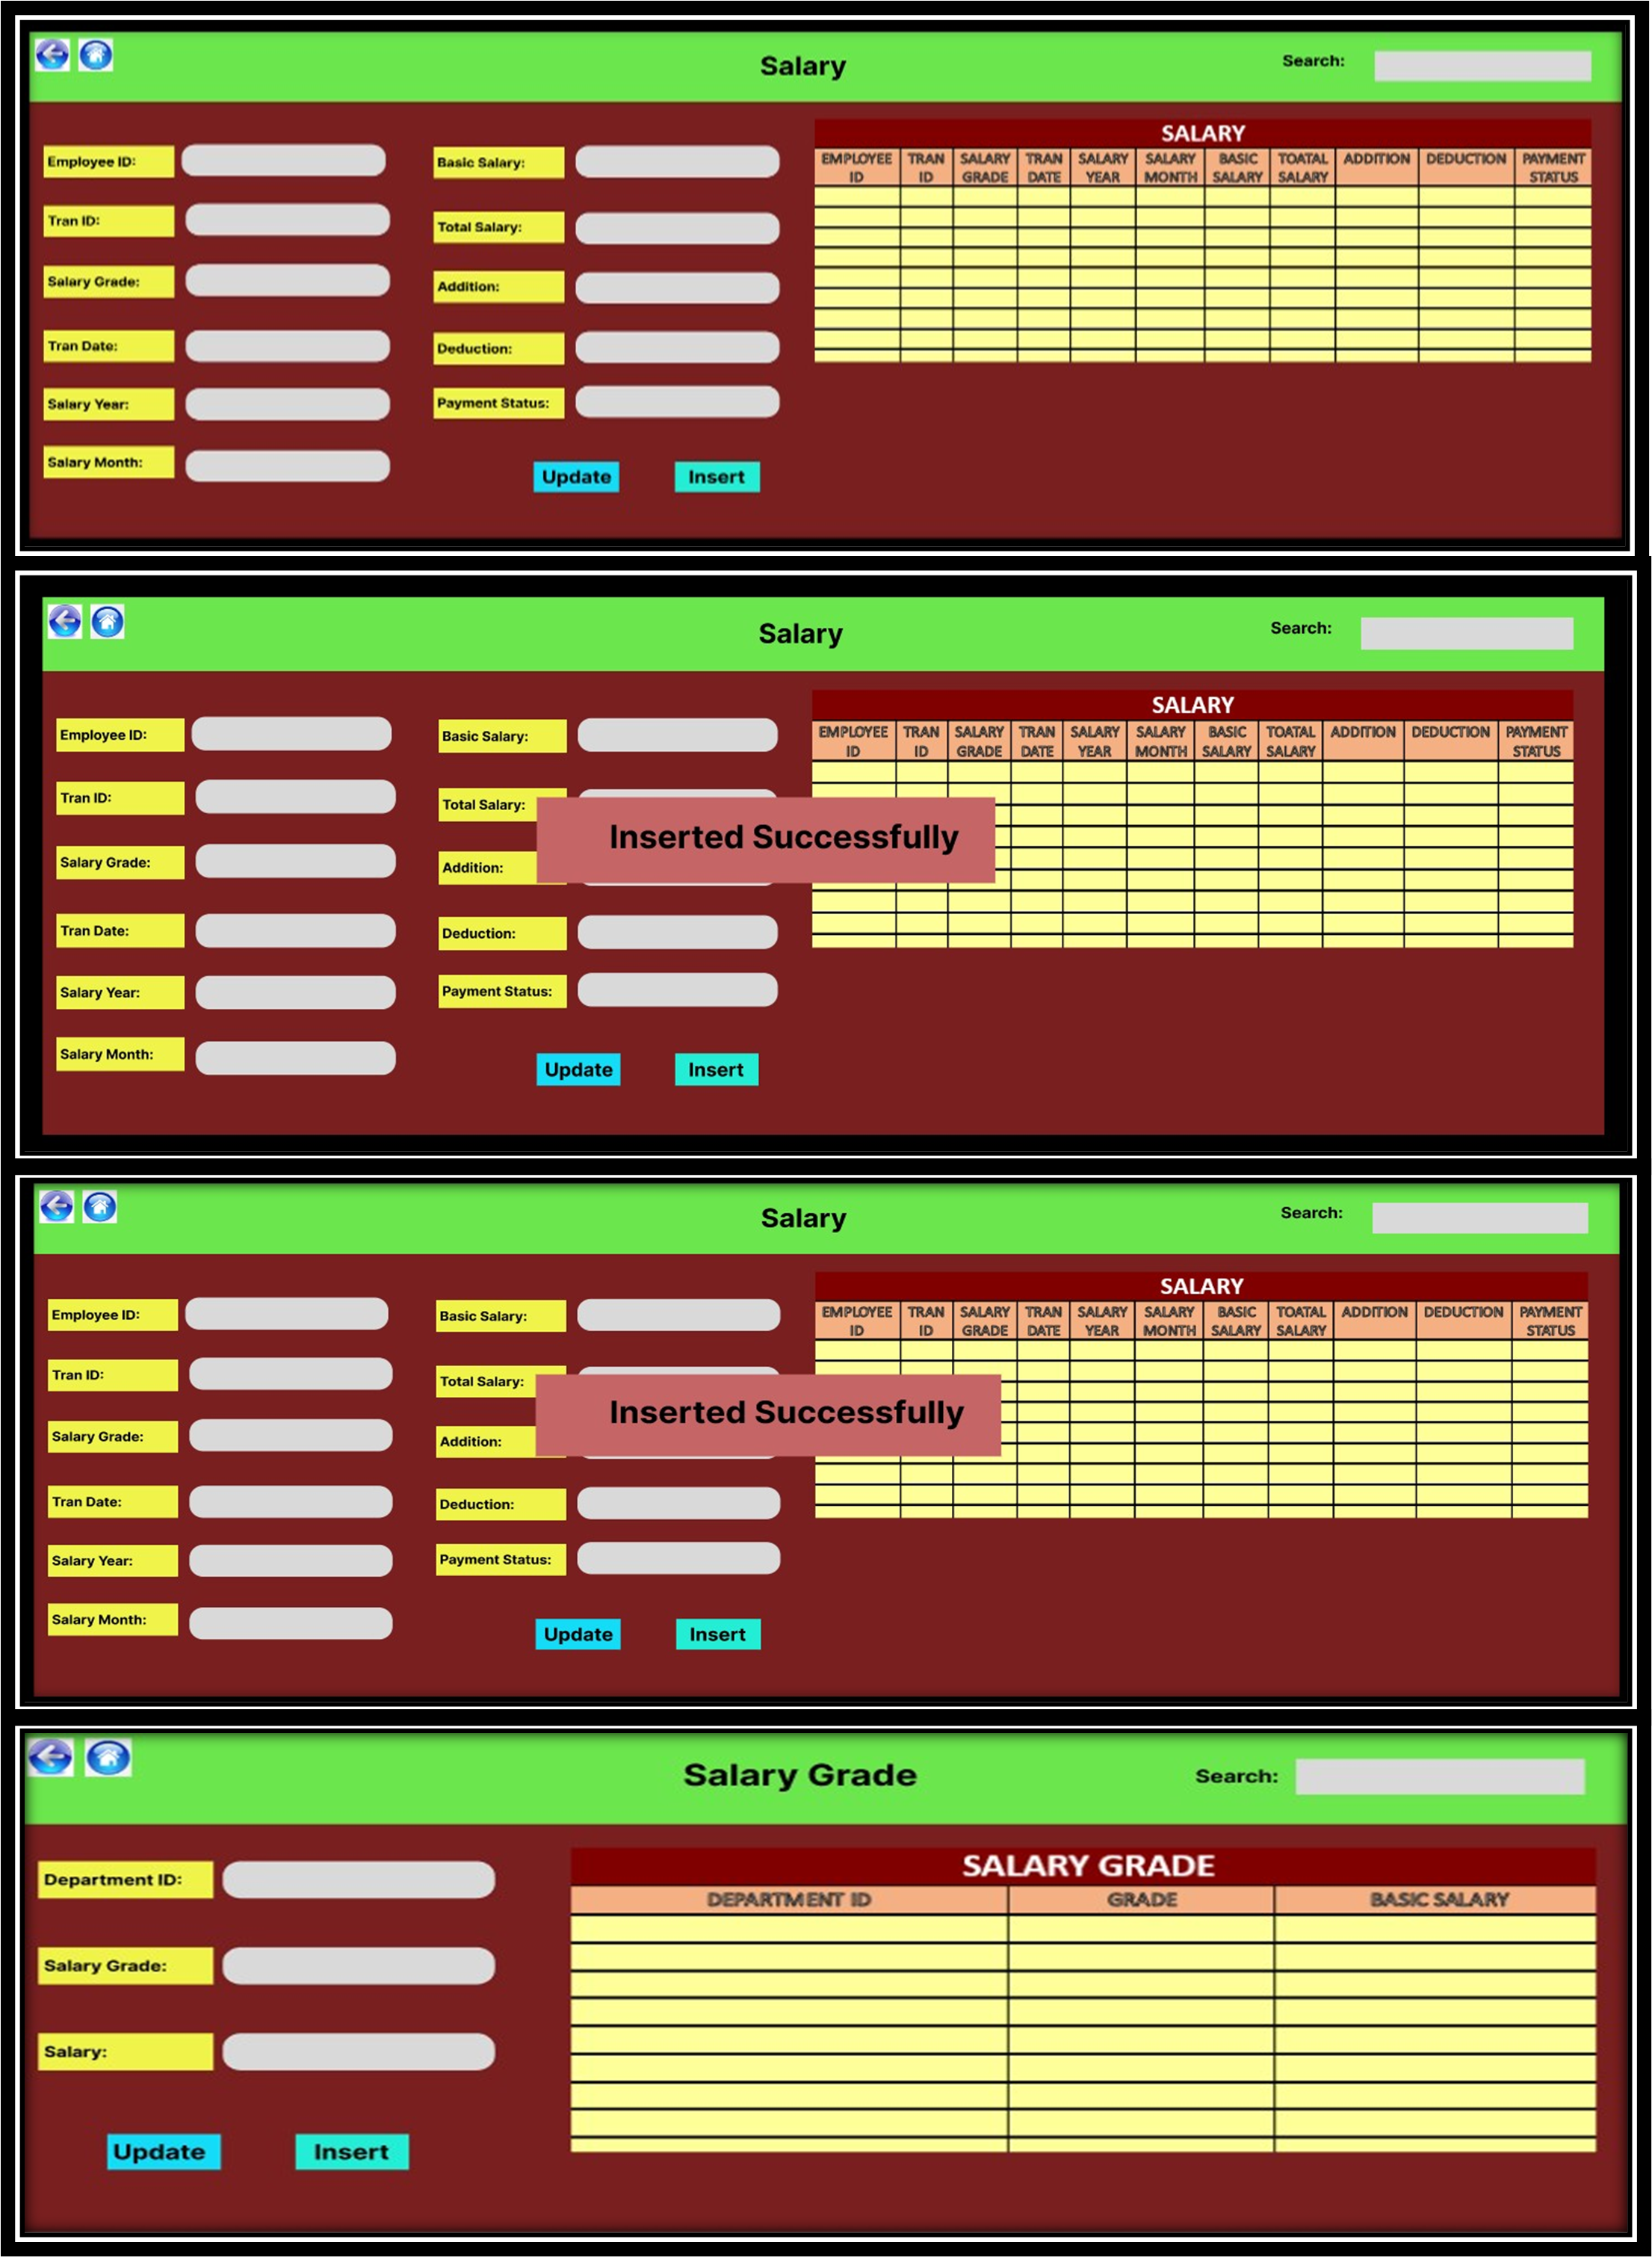 Salary
Search:
Employee ID:
Tran ID:
Salary Grade:
Tran Date:
Salary Year:
Salary Month:
Basic Salary:
Total Salary:
Addition:
Deduction:
Payment Status:
Update Insert
SALARY
EMPLOYEE ID TRAN ID SALARY GRADE TRAN DATE SALARY YEAR SALARY MONTH BASIC SALARY TOATAL SALARY ADDITION DEDUCTION PAYMENT STATUS
Salary
Search:
Employee ID:
Tran ID:
Salary Grade:
Tran Date:
Salary Year:
Salary Month:
Basic Salary:
Total Salary:
Addition:
Deduction:
Payment Status:
Inserted Successfully
Update Insert
SALARY
EMPLOYEE ID TRAN ID SALARY GRADE TRAN DATE SALARY YEAR SALARY MONTH BASIC SALARY TOATAL SALARY ADDITION DEDUCTION PAYMENT STATUS
Salary
Search:
Employee ID:
Tran ID:
Salary Grade:
Tran Date:
Salary Year:
Salary Month:
Basic Salary:
Total Salary:
Addition:
Deduction:
Payment Status:
Inserted Successfully
Update Insert
SALARY
EMPLOYEE ID TRAN ID SALARY GRADE TRAN DATE SALARY YEAR SALARY MONTH BASIC SALARY TOATAL SALARY ADDITION DEDUCTION PAYMENT STATUS
Salary Grade
Search:
Department ID:
Salary Grade:
Salary:
Update Insert
SALARY GRADE
DEPARTMENT ID GRADE BASIC SALARY